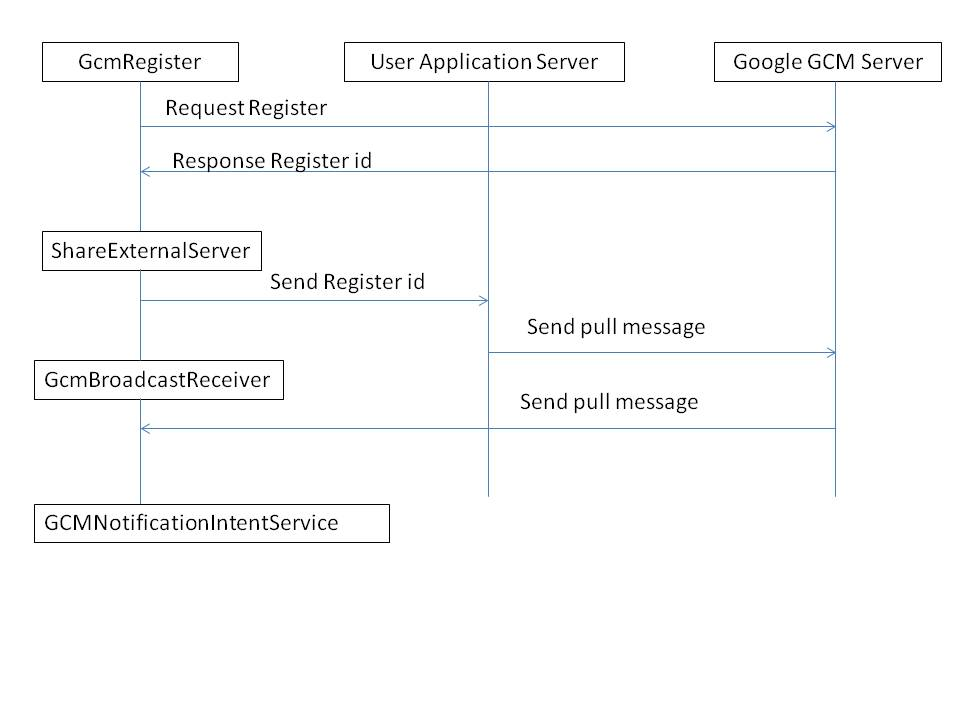 GcmRegister
User Application Server
Google GCM Server
Request Register
Response Register id
ShareExternalServer
Send Register id
Send pull message
GcmBroadcastReceiver
Send pull message
GCMNotificationIntentService